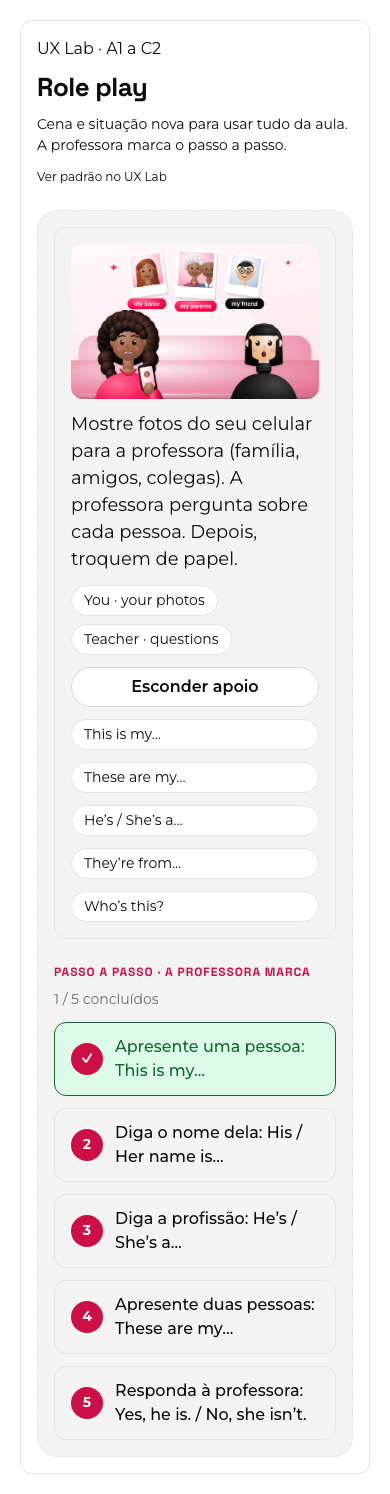 UX Lab · A1 a C2
Role play
Cena e situação nova para usar tudo da aula.
A professora marca o passo a passo.
Ver padrão no UX Lab
my sister
my parents
my friend
Mostre fotos do seu celular
para a professora (família,
amigos, colegas). A
professora pergunta sobre
cada pessoa. Depois,
troquem de papel.
You · your photos
Teacher · questions
Esconder apoio
This is my…
These are my…
He’s / She’s a…
They’re from…
Who’s this?
PASSO A PASSO · A PROFESSORA MARCA
1 / 5 concluídos
Apresente uma pessoa:
This is my…
2
Diga o nome dela: His /
Her name is…
3
Diga a profissão: He’s /
She’s a…
4
Apresente duas pessoas:
These are my…
5
Responda à professora:
Yes, he is. / No, she isn’t.